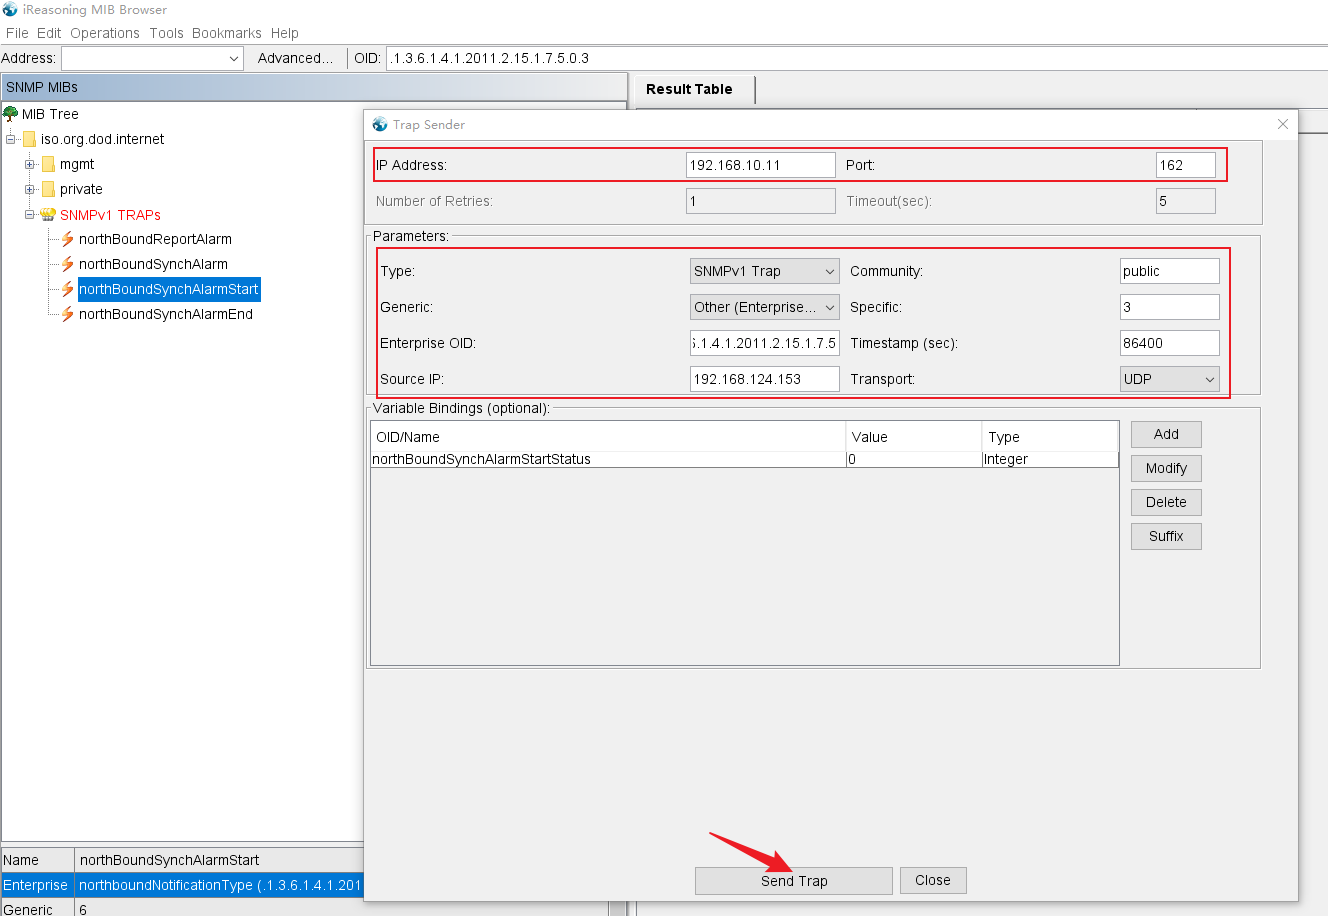 iReasoning MIB Browser
File Edit Operations Tools Bookmarks Help
Address: Advanced... OID: .1.3.6.1.4.1.2011.2.15.1.7.5.0.3
SNMP MIBs
Result Table
MIB Tree
iso.org.dod.internet
mgmt
private
SNMPv1 TRAPs
northBoundReportAlarm
northBoundSynchAlarm
northBoundSynchAlarmStart
northBoundSynchAlarmEnd
Trap Sender
IP Address: 192.168.10.11 Port: 162
Number of Retries: 1 Timeout(sec): 5
Parameters:
Type: SNMPv1 Trap Community: public
Generic: Other (Enterprise... Specific: 3
Enterprise OID: .1.4.1.2011.2.15.1.7.5 Timestamp (sec): 86400
Source IP: 192.168.124.153 Transport: UDP
Variable Bindings (optional):
OID/Name Value Type
northBoundSynchAlarmStartStatus 0 Integer
Add
Modify
Delete
Suffix
Send Trap Close
Name northBoundSynchAlarmStart
Enterprise northboundNotificationType (.1.3.6.1.4.1.201
Generic 6